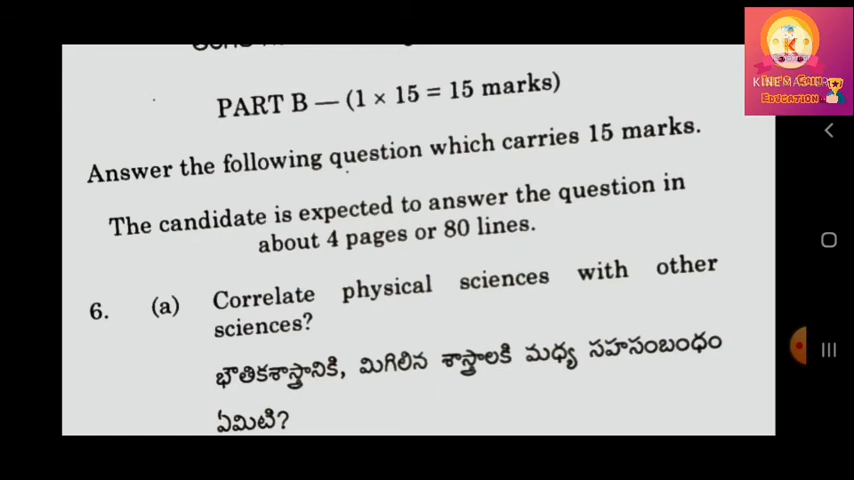 PART B — (1 × 15 = 15 marks)
Answer the following question which carries 15 marks.
The candidate is expected to answer the question in
about 4 pages or 80 lines.
6. (a) Correlate physical sciences with other
sciences?
భౌతికశాస్త్రానికి, మిగిలిన శాస్త్రాలకి మధ్య సహసంబంధం
ఏమిటి?
K
KINEMASTER
Education